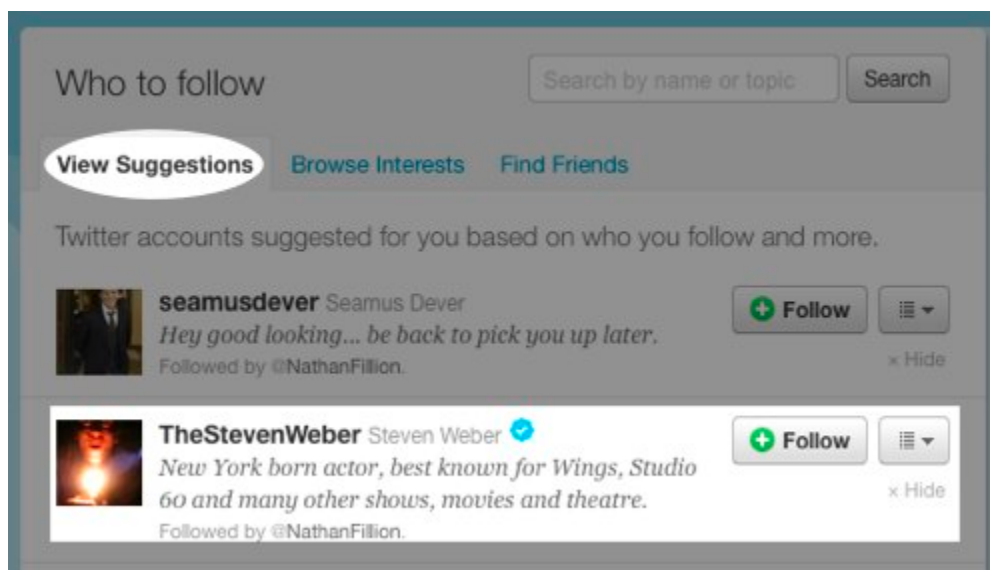 Who to follow
Search by name or topic
Search
View Suggestions
Browse Interests
Find Friends
Twitter accounts suggested for you based on who you follow and more.
seamusdever Seamus Dever
Hey good looking... be back to pick you up later.
Followed by @NathanFillion.
Follow
× Hide
TheStevenWeber Steven Weber
New York born actor, best known for Wings, Studio
60 and many other shows, movies and theatre.
Followed by @NathanFillion.
Follow
× Hide